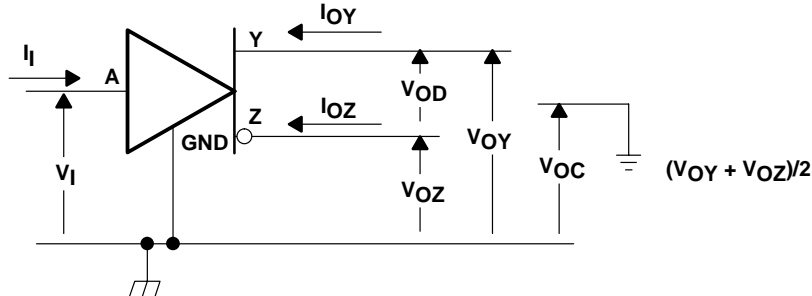 I_OY
I_I
Y
A
V_OD
I_OZ
Z
GND
V_OY
V_I
V_OZ
V_OC
(V_OY + V_OZ)/2